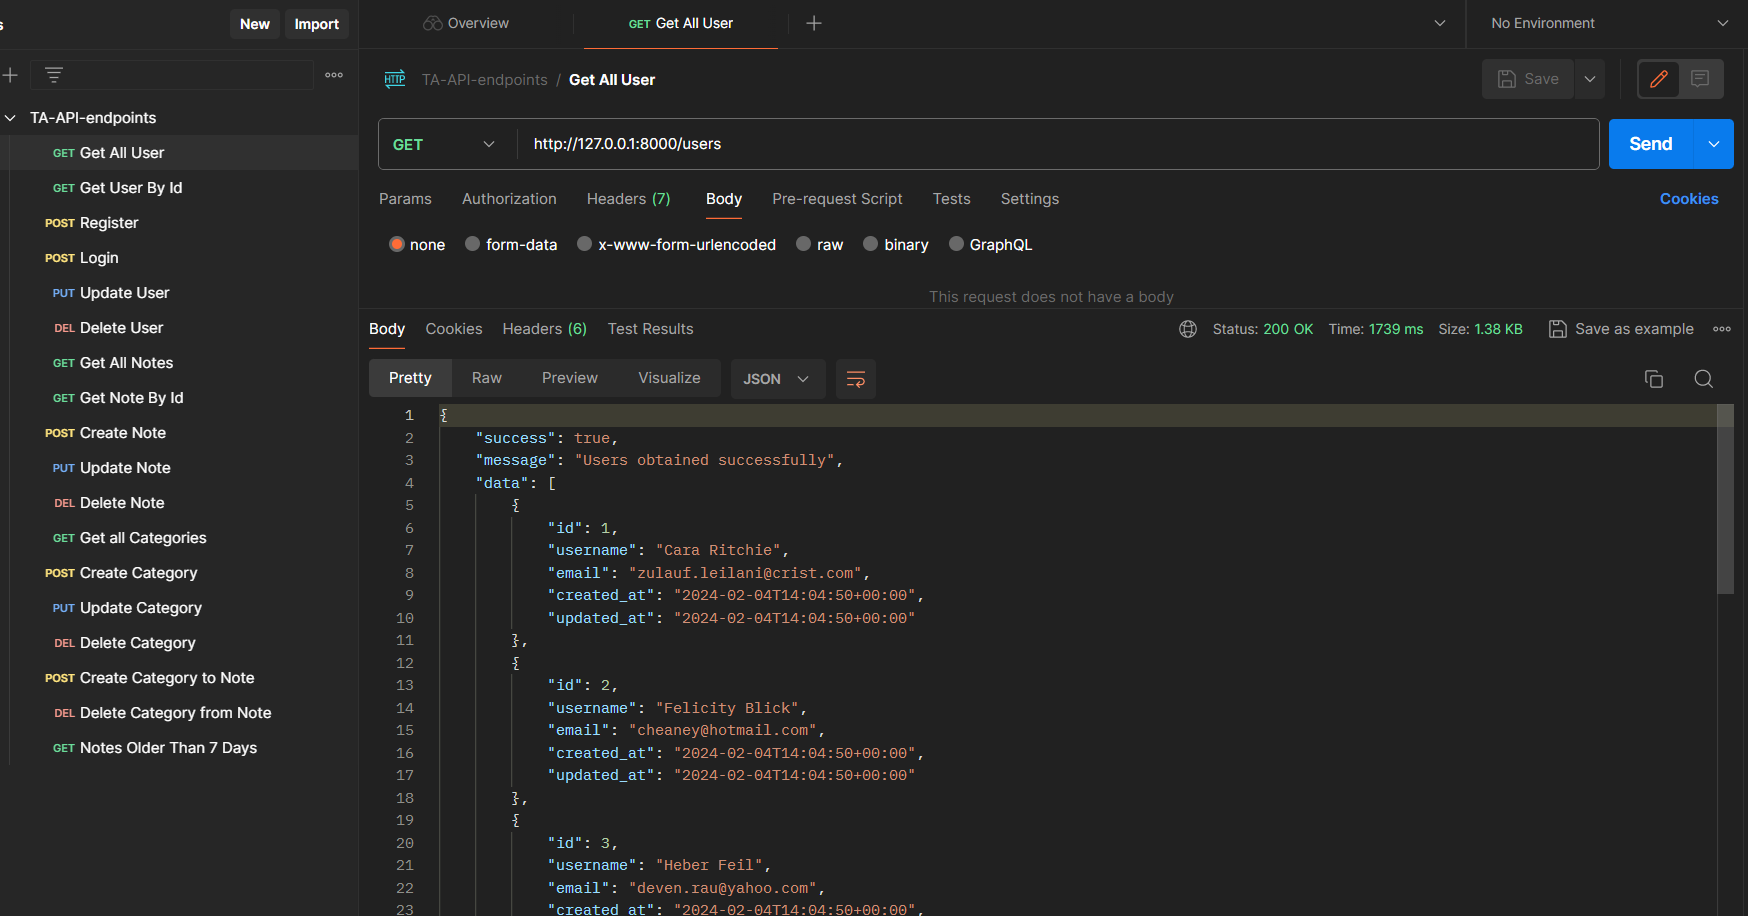 s
New
Import
TA-API-endpoints
GET Get All User
GET Get User By Id
POST Register
POST Login
PUT Update User
DEL Delete User
GET Get All Notes
GET Get Note By Id
POST Create Note
PUT Update Note
DEL Delete Note
GET Get all Categories
POST Create Category
PUT Update Category
DEL Delete Category
POST Create Category to Note
DEL Delete Category from Note
GET Notes Older Than 7 Days
Overview
GET Get All User
No Environment
HTTP TA-API-endpoints / Get All User
Save
GET http://127.0.0.1:8000/users
Send
Params Authorization Headers (7) Body Pre-request Script Tests Settings Cookies
none form-data x-www-form-urlencoded raw binary GraphQL
This request does not have a body
Body Cookies Headers (6) Test Results Status: 200 OK Time: 1739 ms Size: 1.38 KB Save as example
Pretty Raw Preview Visualize JSON
1 {
2 "success": true,
3 "message": "Users obtained successfully",
4 "data": [
5 {
6 "id": 1,
7 "username": "Cara Ritchie",
8 "email": "zulauf.leilani@crist.com",
9 "created_at": "2024-02-04T14:04:50+00:00",
10 "updated_at": "2024-02-04T14:04:50+00:00"
11 },
12 {
13 "id": 2,
14 "username": "Felicity Blick",
15 "email": "cheaney@hotmail.com",
16 "created_at": "2024-02-04T14:04:50+00:00",
17 "updated_at": "2024-02-04T14:04:50+00:00"
18 },
19 {
20 "id": 3,
21 "username": "Heber Feil",
22 "email": "deven.rau@yahoo.com",
23 "created_at": "2024-02-04T14:04:50+00:00",